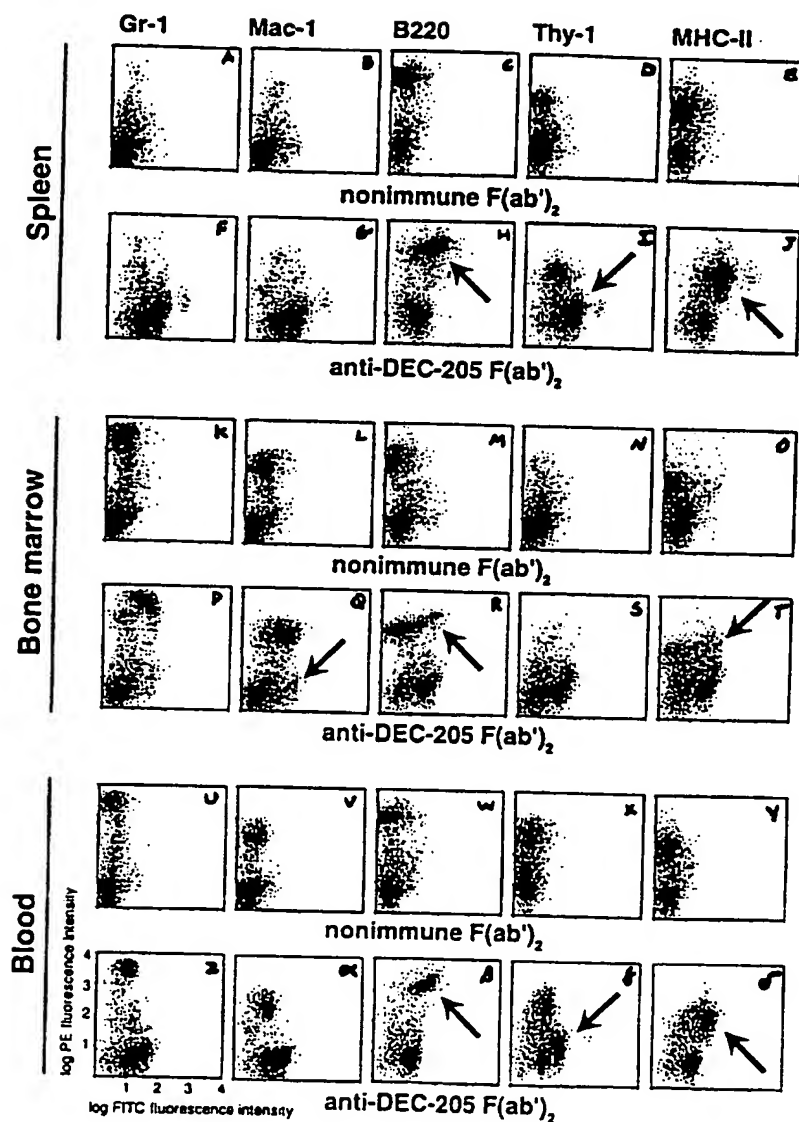 Gr-1 Mac-1 B220 Thy-1 MHC-II
Spleen
A B C D E
nonimmune F(ab')₂
F G H I J
anti-DEC-205 F(ab')₂
Bone marrow
K L M N O
nonimmune F(ab')₂
P Q R S T
anti-DEC-205 F(ab')₂
Blood
U V W X Y
nonimmune F(ab')₂
Z α β γ δ
log PE fluorescence intensity
4
3
2
1
1 2 3 4
log FITC fluorescence intensity
anti-DEC-205 F(ab')₂